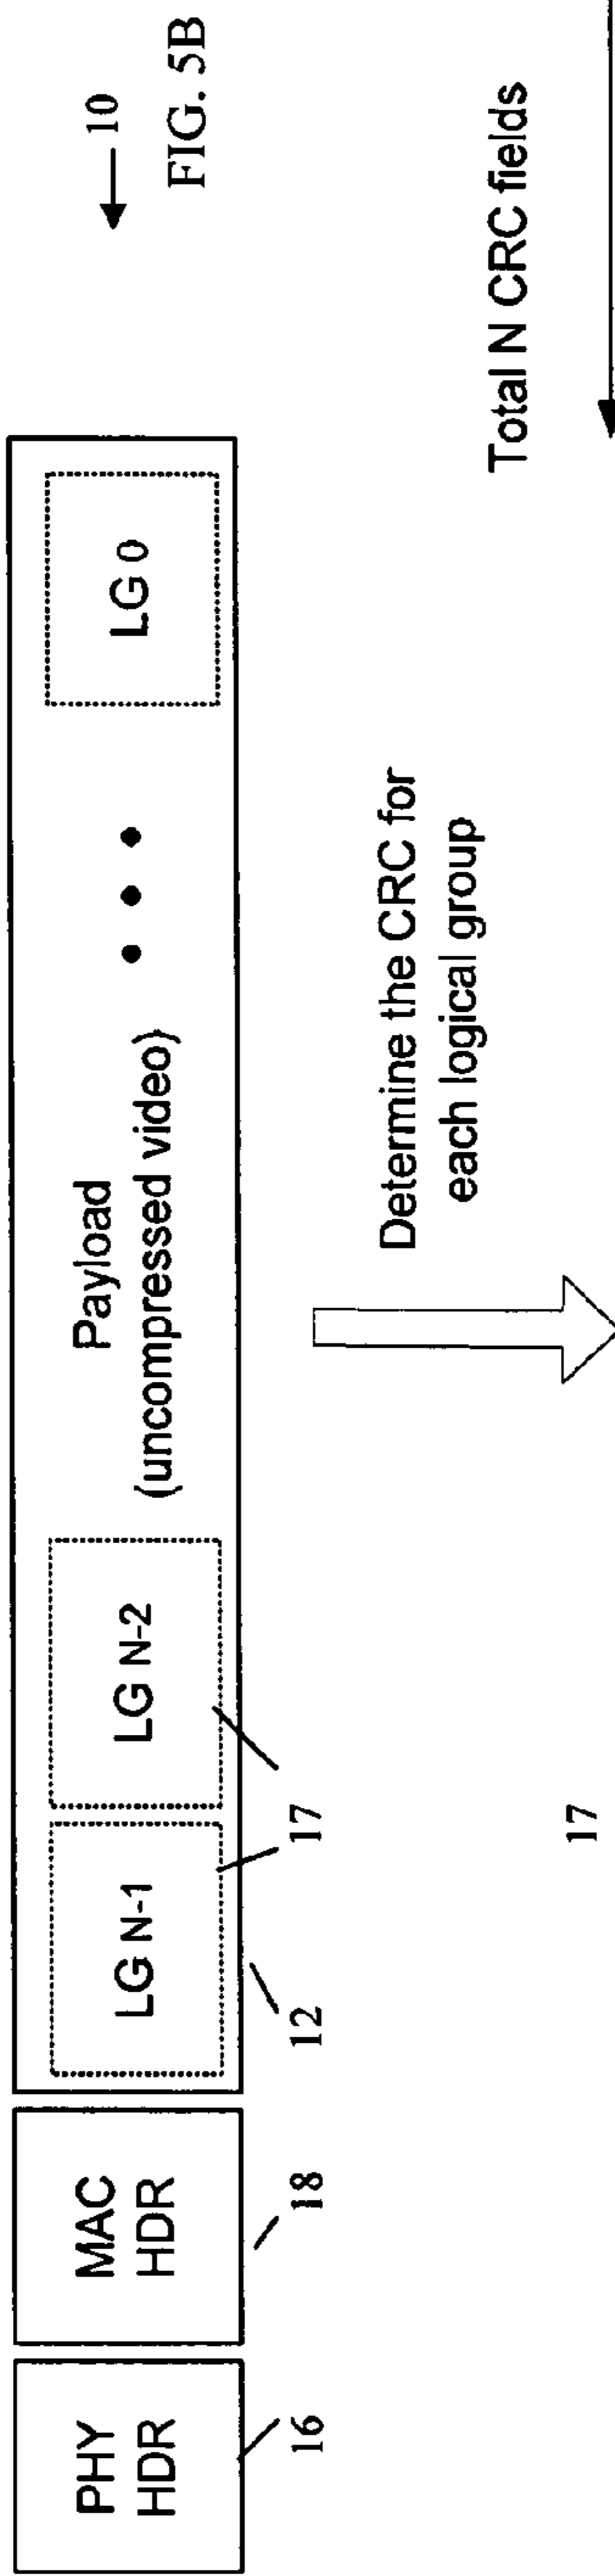 PHY
HDR
MAC
HDR
LG N-1
LG N-2
Payload
(uncompressed video)
LG 0
10
FIG. 5B
16
18
12
17
Determine the CRC for
each logical group
Total N CRC fields
17